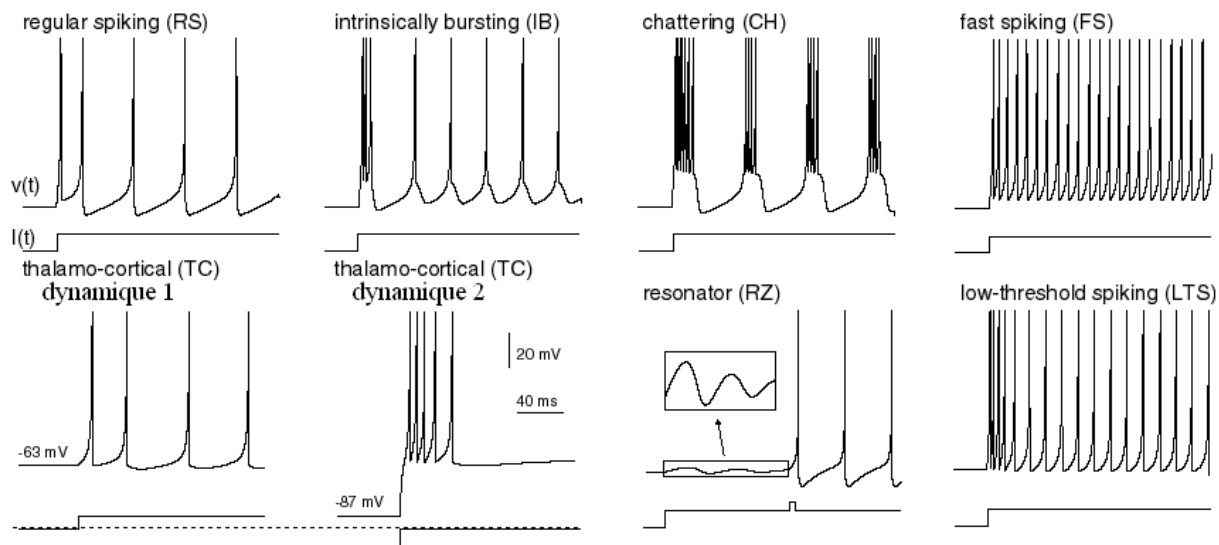 regular spiking (RS)
intrinsically bursting (IB)
chattering (CH)
fast spiking (FS)
v(t)
I(t)
thalamo-cortical (TC)
dynamique 1
thalamo-cortical (TC)
dynamique 2
resonator (RZ)
low-threshold spiking (LTS)
20 mV
40 ms
-63 mV
-87 mV